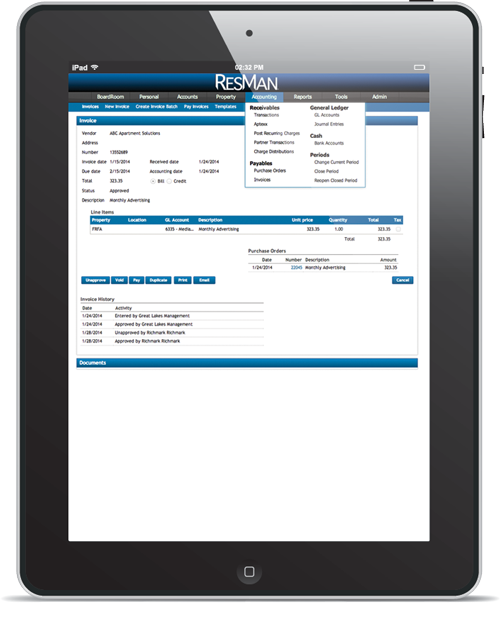 iPad 02:32 PM
RESMAN
BoardRoom Personal Accounts Property Accounting Reports Tools Admin
Invoices New Invoice Create Invoice Batch Pay Invoices Templates
Receivables General Ledger
Transactions GL Accounts
Aptexx Journal Entries
Post Recurring Charges Cash
Partner Transactions Bank Accounts
Charge Distributions Periods
Payables Change Current Period
Purchase Orders Close Period
Invoices Reopen Closed Period
Invoice
Vendor ABC Apartment Solutions
Address
Number 13552689
Invoice date 1/15/2014 Received date 1/24/2014
Due date 2/15/2014 Accounting date 1/24/2014
Total 323.35 Bill Credit
Status Approved
Description Monthly Advertising
Line Items
Property Location GL Account Description Unit price Quantity Total Tax
FRFA 6335 - Media... Monthly Advertising 323.35 1.00 323.35
Total 323.35
Purchase Orders
Date Number Description Amount
1/24/2014 22045 Monthly Advertising 323.35
Unapprove Void Pay Duplicate Print Email Cancel
Invoice History
Date Activity
1/24/2014 Entered by Great Lakes Management
1/24/2014 Approved by Great Lakes Management
1/28/2014 Unapproved by Richmark Richmark
1/28/2014 Approved by Richmark Richmark
Documents